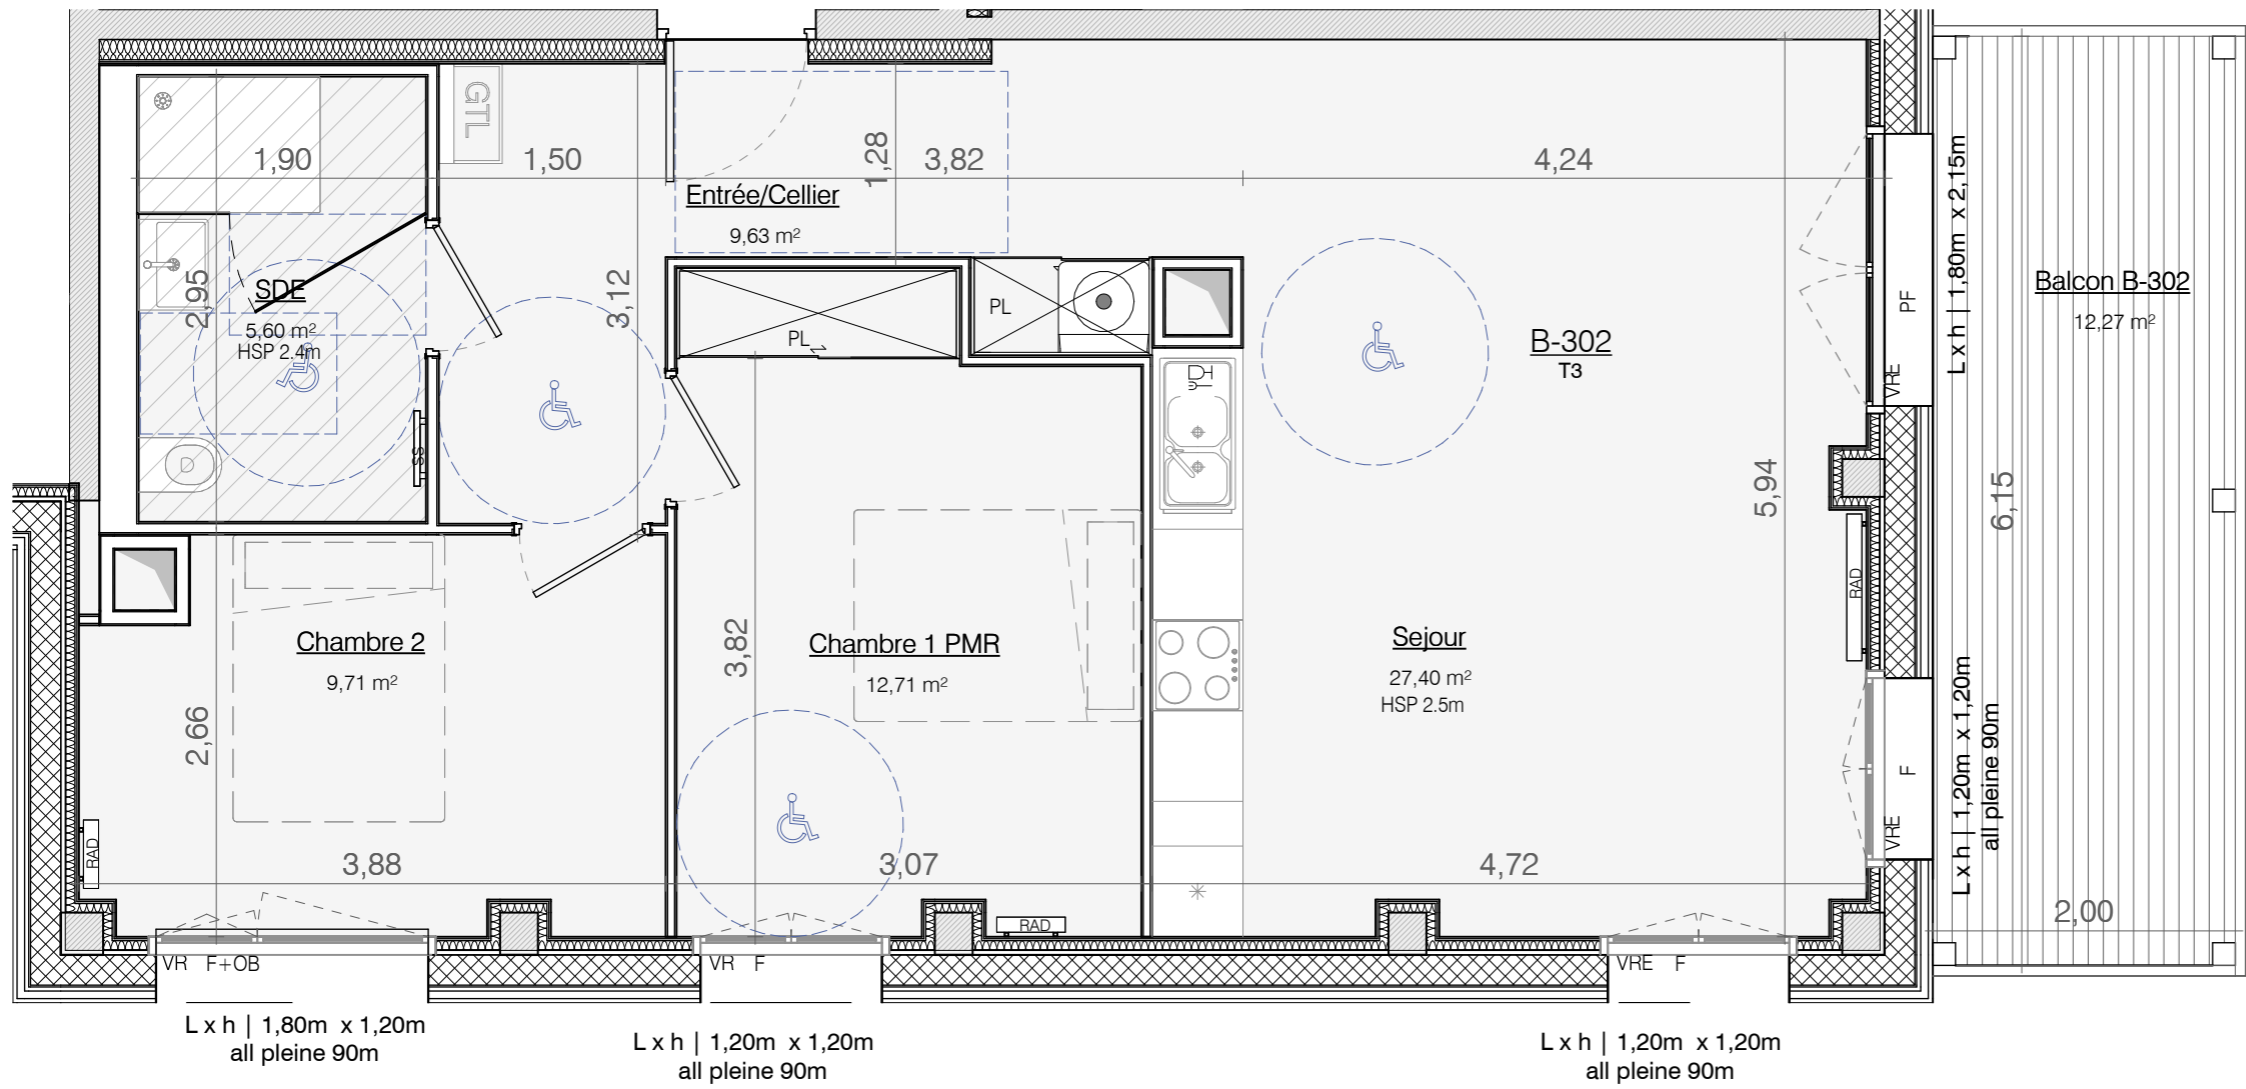 GTL
1,90
1,50
1,28
3,82
4,24
Entrée/Cellier
9,63 m²
L x h | 1,80m x 2,15m
SDE
2,95
5,60 m²
HSP 2.4m
3,12
PL
PL
PF
VRE
B-302
T3
Balcon B-302
12,27 m²
SS
5,94
6,15
RAD
Chambre 2
9,71 m²
2,66
3,82
Chambre 1 PMR
12,71 m²
Sejour
27,40 m²
HSP 2.5m
F
VRE
L x h | 1,20m x 1,20m
all pleine 90m
RAD
3,88
3,07
4,72
2,00
RAD
VR F+OB
VR F
VRE F
L x h | 1,80m x 1,20m
all pleine 90m
L x h | 1,20m x 1,20m
all pleine 90m
L x h | 1,20m x 1,20m
all pleine 90m